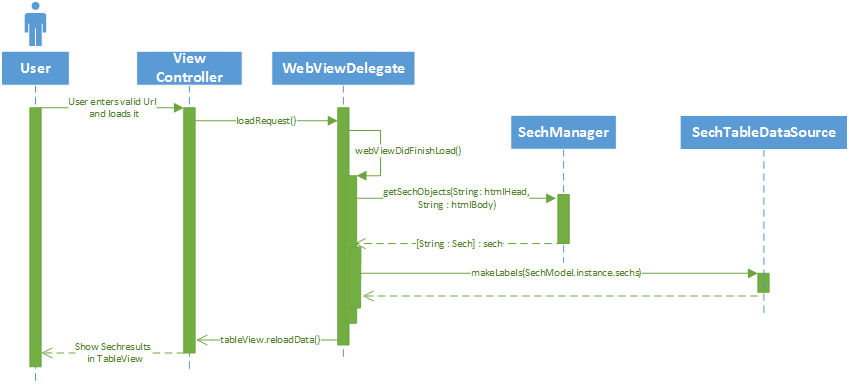 User
View
Controller
WebViewDelegate
SechManager
SechTableDataSource
User enters valid Url
and loads it
loadRequest()
webViewDidFinishLoad()
getSechObjects(String: htmlHead,
String : htmlBody)
[String : Sech] : sech
makeLabels(SechModel.instance.sechs)
tableView.reloadData()
Show Sechresults
in TableView